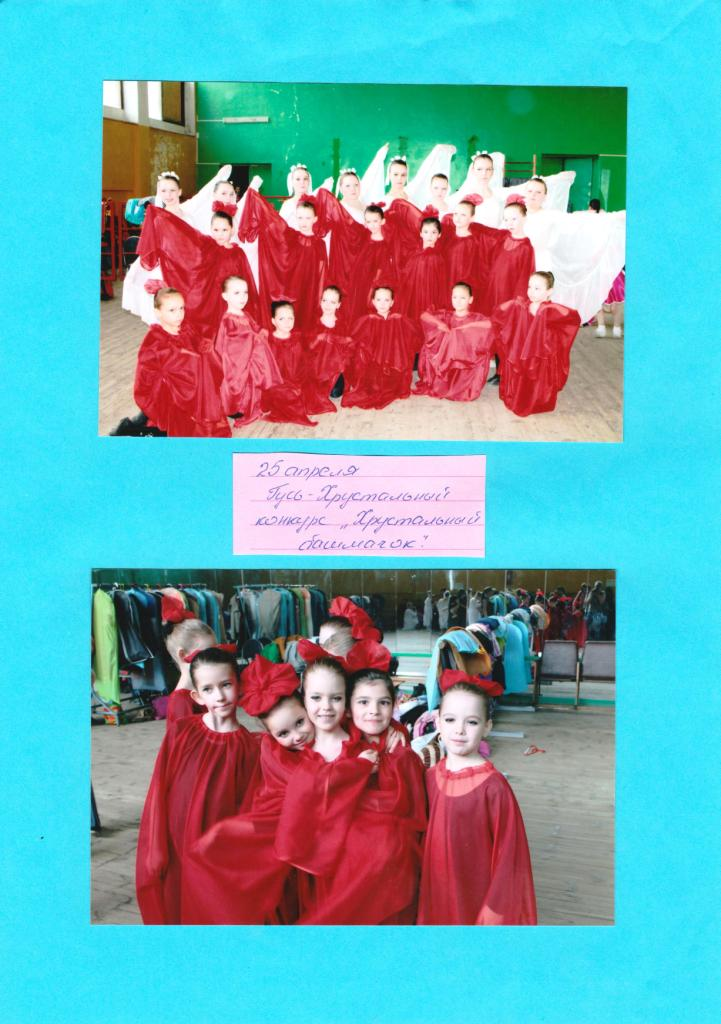 25 апреля
Гусь-Хрустальный
конкурс „Хрустальный
башмачок".